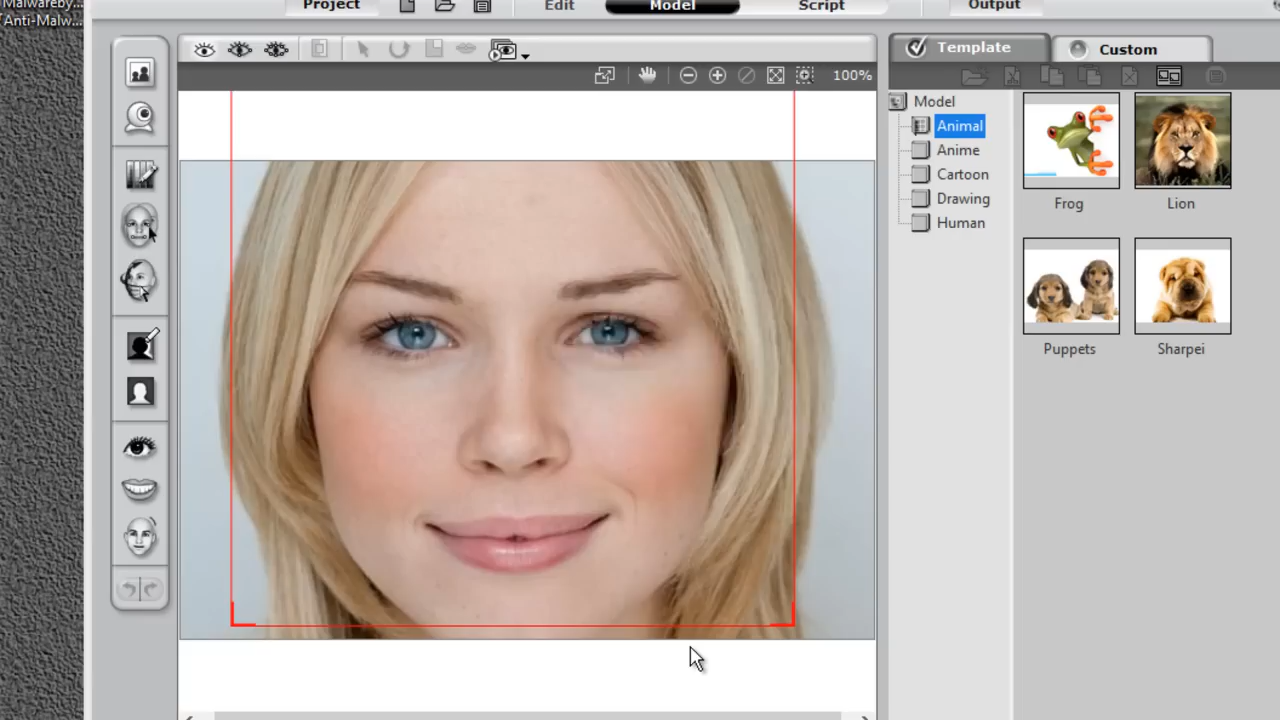 Malwareby...
Anti-Malw...
Project
Edit
Model
Script
Output
100%
Template
Custom
Model
Animal
Anime
Cartoon
Drawing
Human
Frog
Lion
Puppets
Sharpei